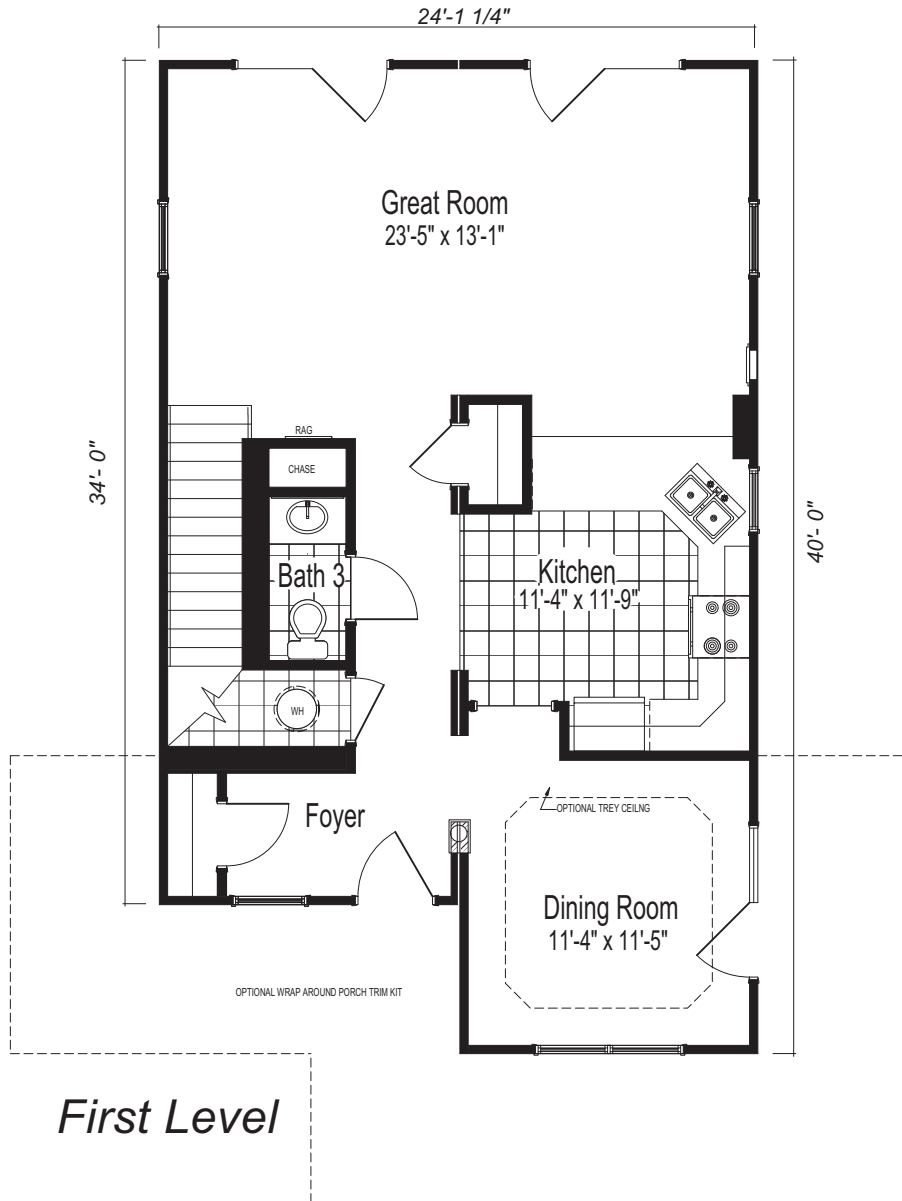 24'-1 1/4"
Great Room
23'-5" x 13'-1"
34'- 0"
40'- 0"
RAG
CHASE
Bath 3
Kitchen
11'-4" x 11'-9"
WH
OPTIONAL TREY CEILNG
Foyer
Dining Room
11'-4" x 11'-5"
OPTIONAL WRAP AROUND PORCH TRIM KIT
First Level